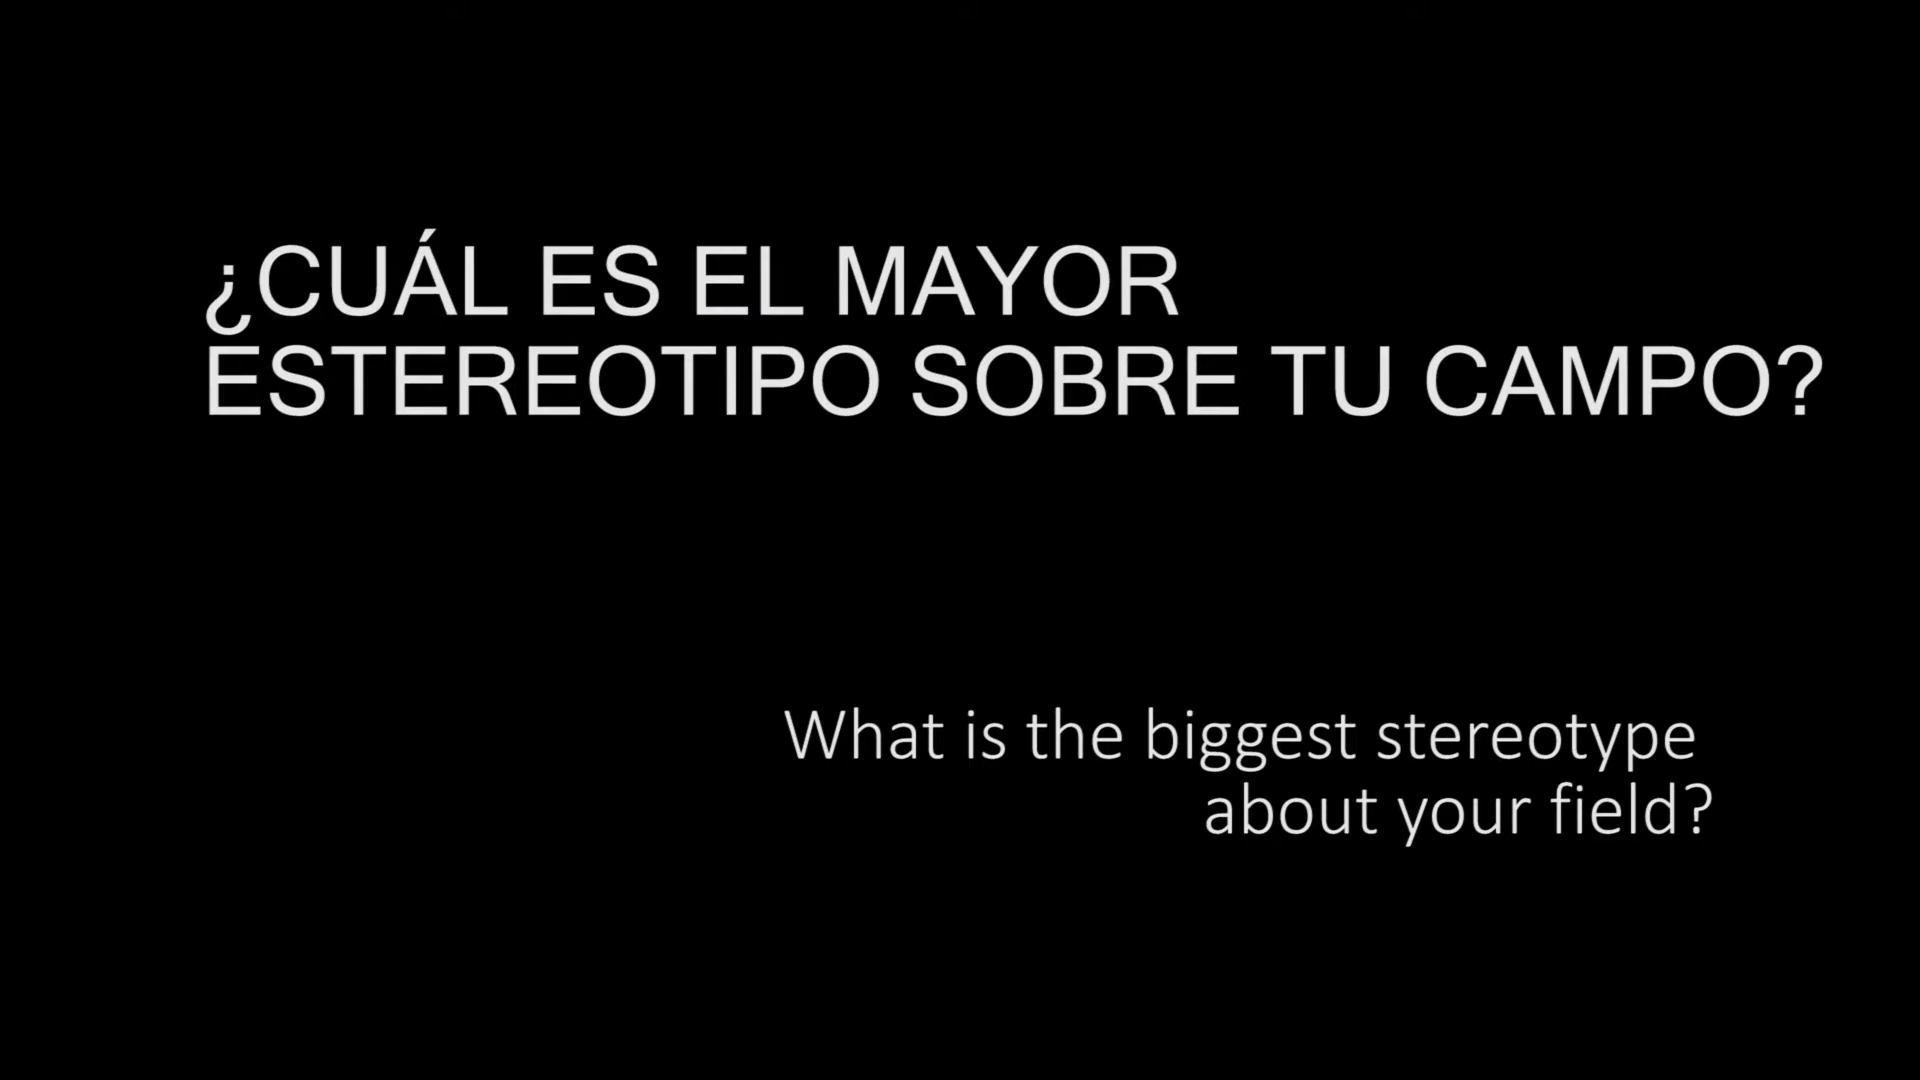 ¿CUÁL ES EL MAYOR
ESTEREOTIPO SOBRE TU CAMPO?
What is the biggest stereotype
about your field?